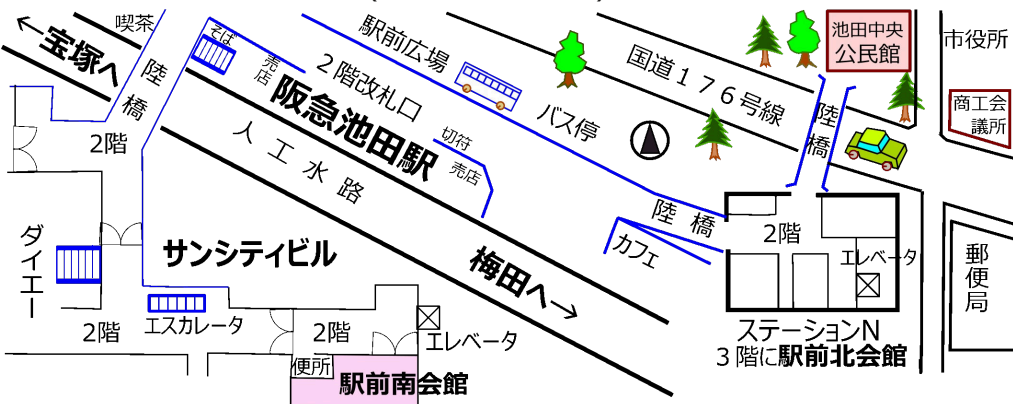 喫茶
←宝塚へ
陸橋
2階
そば
売店
2階改札口
阪急池田駅
切符
売店
人工水路
駅前広場
バス停
国道176号線
池田中央
公民館
市役所
商工会
議所
陸橋
陸橋
カフェ
2階
エレベータ
郵便局
ステーションN
3階に駅前北会館
梅田へ→
サンシティビル
ダイエー
エスカレータ
2階
2階
エレベータ
便所
駅前南会館